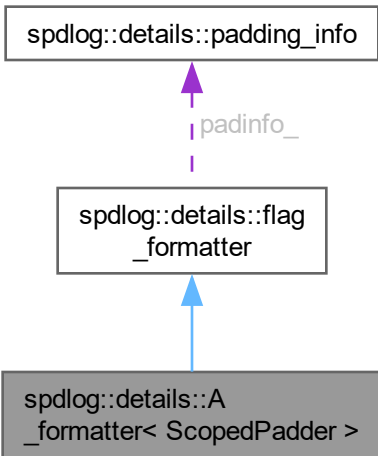 spdlog::details::padding_info
padinfo_
spdlog::details::flag
_formatter
spdlog::details::A
_formatter< ScopedPadder >